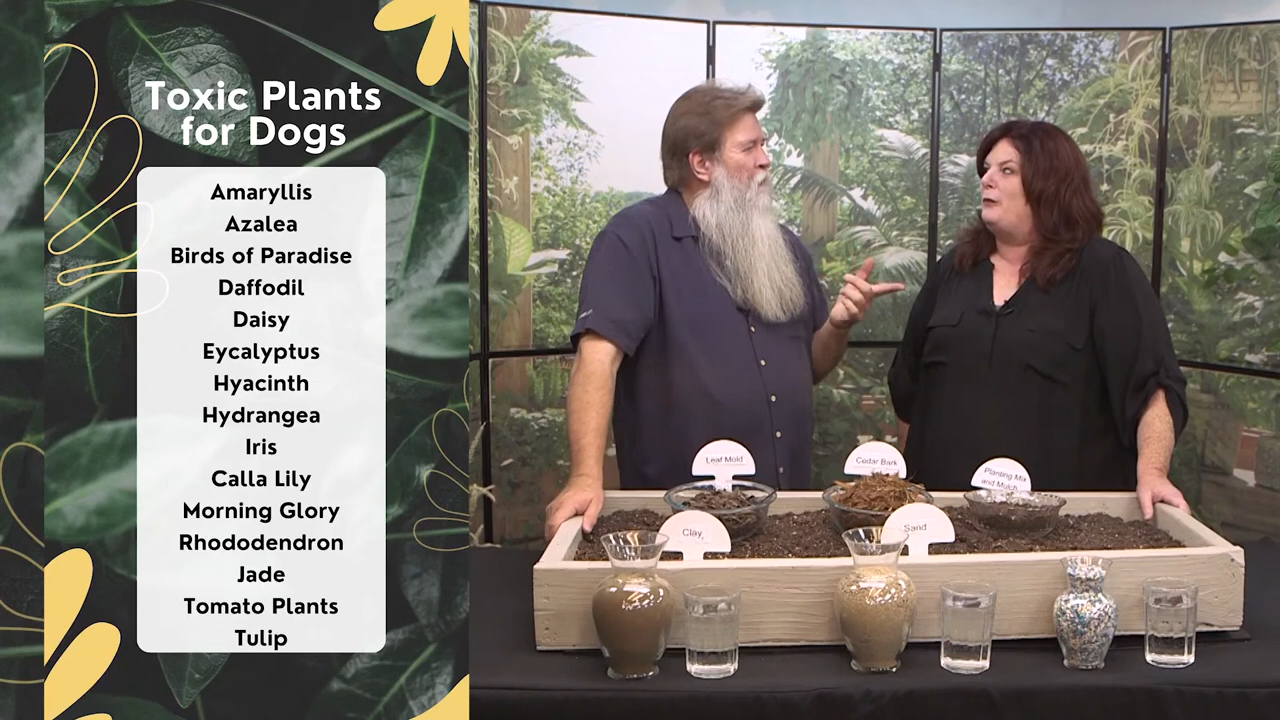 Toxic Plants
for Dogs
Amaryllis
Azalea
Birds of Paradise
Daffodil
Daisy
Eycalyptus
Hyacinth
Hydrangea
Iris
Calla Lily
Morning Glory
Rhododendron
Jade
Tomato Plants
Tulip
Leaf Mold
Cedar Bark
Planting Mix
and Mulch
Clay
Sand